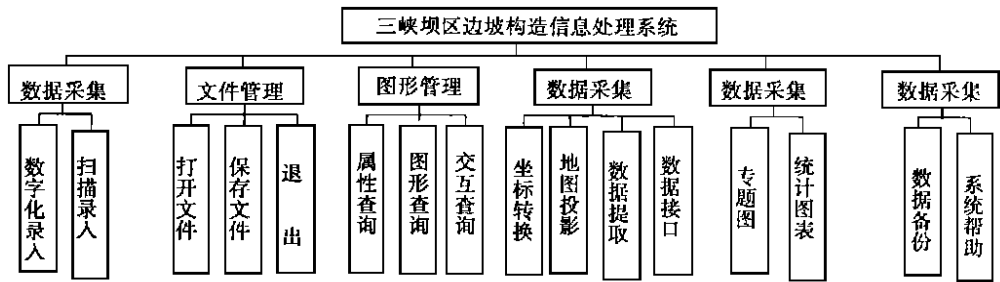 三峡坝区边坡构造信息处理系统
数据采集
文件管理
图形管理
数据采集
数据采集
数据采集
数字化录入
扫描录入
打开文件
保存文件
退出
属性查询
图形查询
交互查询
坐标转换
地图投影
数据提取
数据接口
专题图
统计图表
数据备份
系统帮助